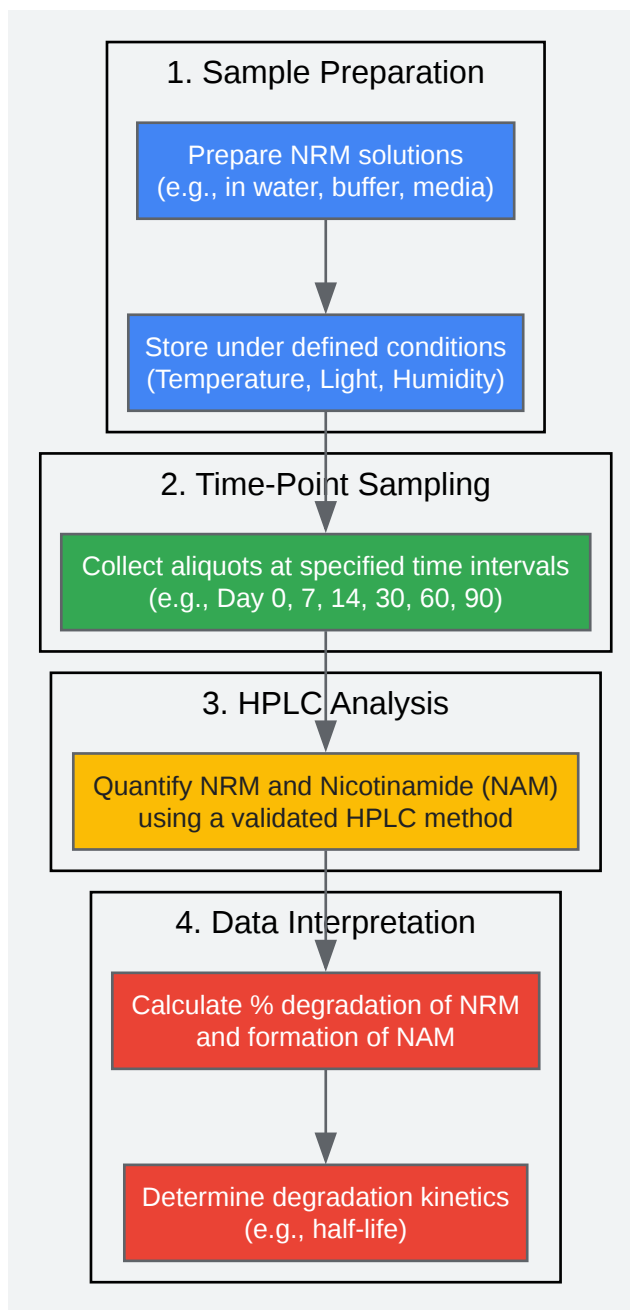 1. Sample Preparation
Prepare NRM solutions
(e.g., in water, buffer, media)
Store under defined conditions
(Temperature, Light, Humidity)
2. Time-Point Sampling
Collect aliquots at specified time intervals
(e.g., Day 0, 7, 14, 30, 60, 90)
3. HPLC Analysis
Quantify NRM and Nicotinamide (NAM)
using a validated HPLC method
4. Data Interpretation
Calculate % degradation of NRM
and formation of NAM
Determine degradation kinetics
(e.g., half-life)